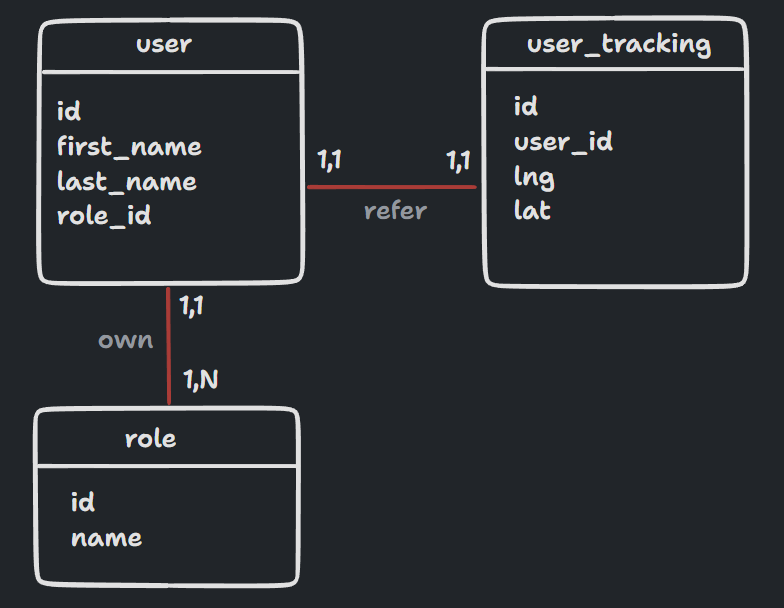 user
id
first_name
last_name
role_id
user_tracking
id
user_id
lng
lat
1,1
1,1
refer
1,1
own
1,N
role
id
name